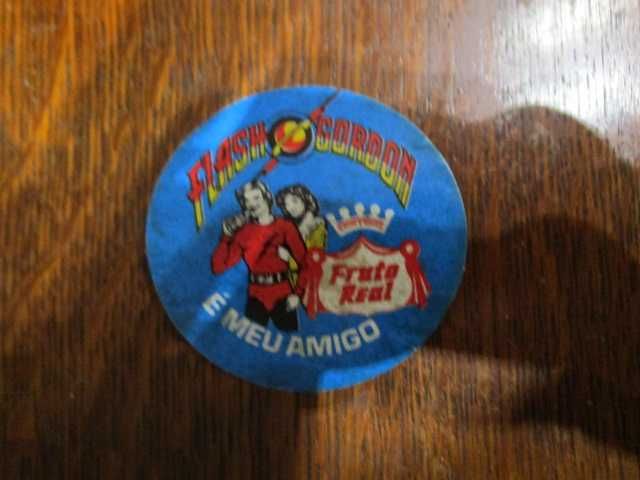 FLASH GORDON
Fruto
Real
É MEU AMIGO